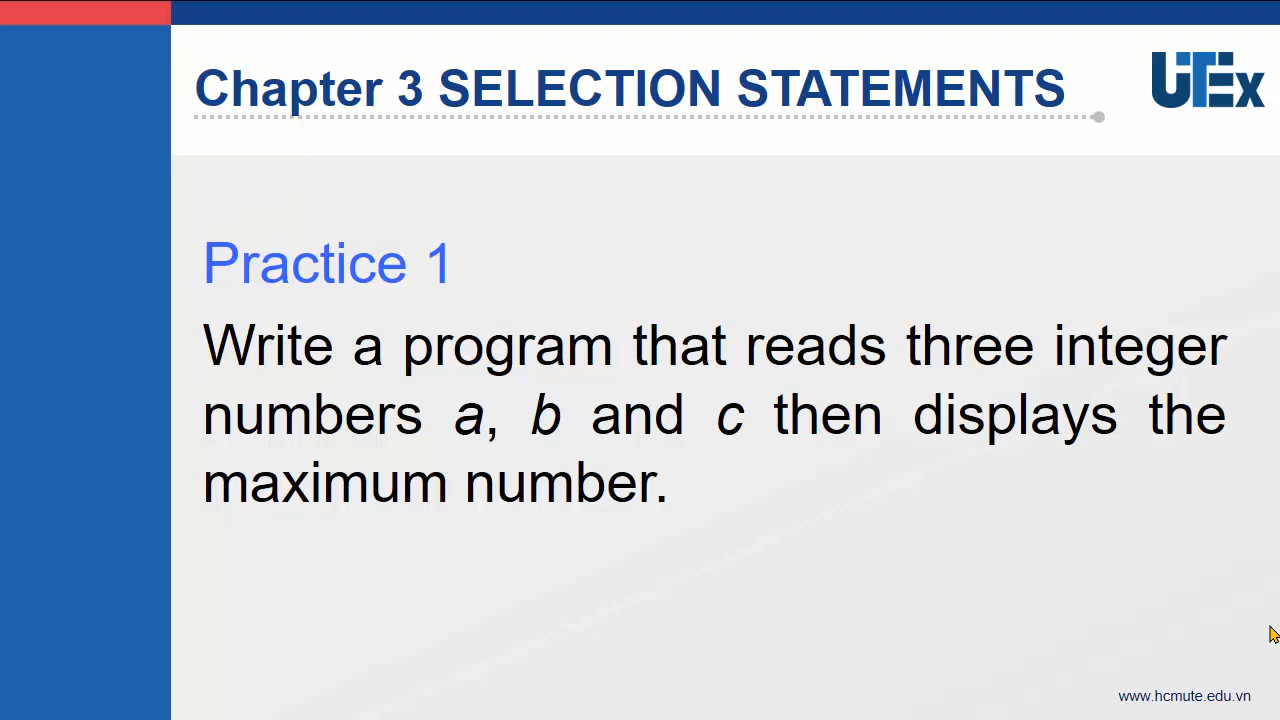 Chapter 3 SELECTION STATEMENTS
UTEx
Practice 1
Write a program that reads three integer
numbers a, b and c then displays the
maximum number.
www.hcmute.edu.vn